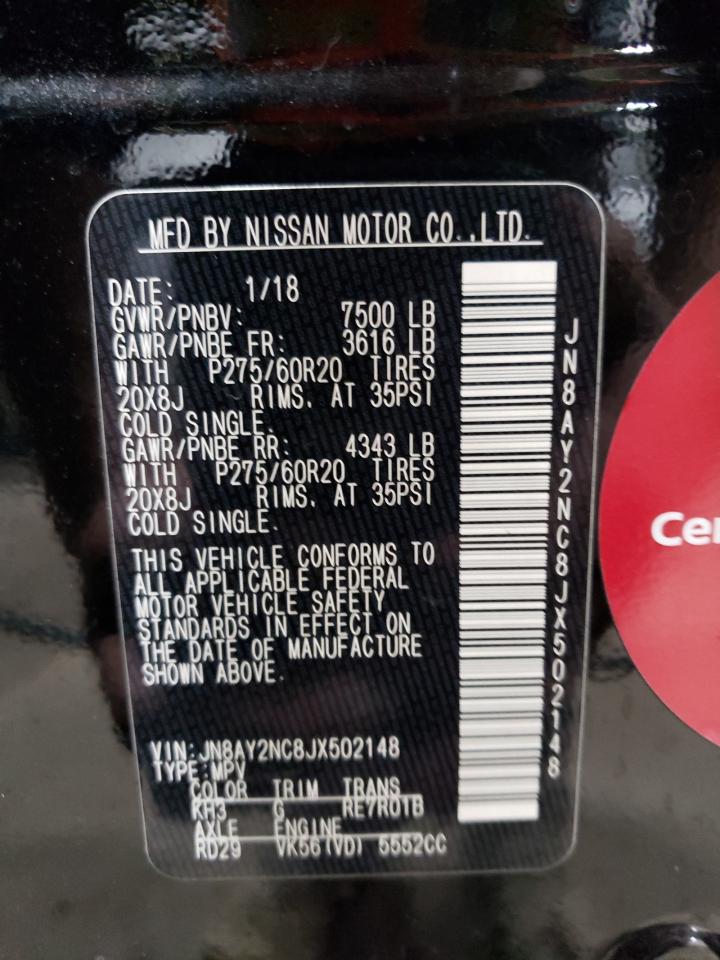 MFD BY NISSAN MOTOR CO.,LTD.
DATE: 1/18
GVWR/PNBV: 7500 LB
GAWR/PNBE FR: 3616 LB
WITH P275/60R20 TIRES
20X8J RIMS. AT 35PSI
COLD SINGLE.
GAWR/PNBE RR: 4343 LB
WITH P275/60R20 TIRES
20X8J RIMS. AT 35PSI
COLD SINGLE.
THIS VEHICLE CONFORMS TO
ALL APPLICABLE FEDERAL
MOTOR VEHICLE SAFETY
STANDARDS IN EFFECT ON
THE DATE OF MANUFACTURE
SHOWN ABOVE.
VIN:JN8AY2NC8JX502148
TYPE:MPV
COLOR TRIM TRANS
KH3 G RE7R01B
AXLE ENGINE
RD29 VK56(VD) 5552CC
JN8AY2NC8JX502148
Cer